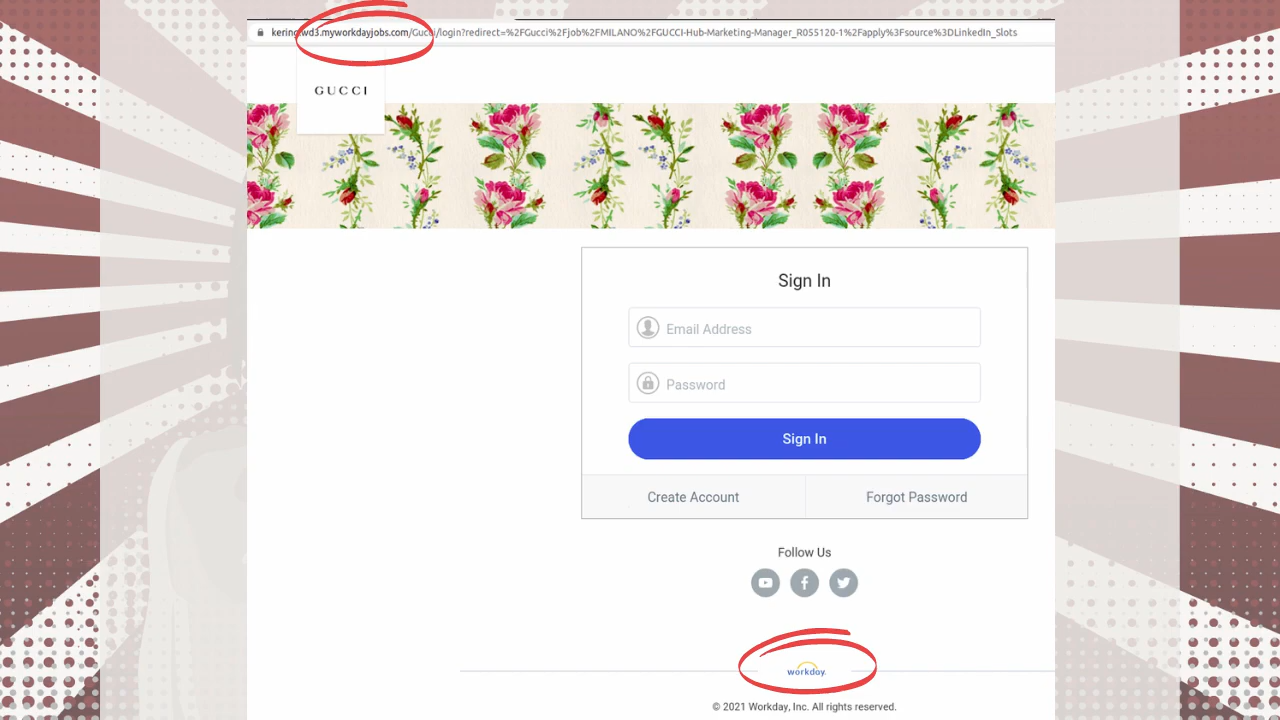 kering.wd3.myworkdayjobs.com/Gucci/login?redirect=%2FGucci%2Fjob%2FMILANO%2FGUCCI-Hub-Marketing-Manager_R055120-1%2Fapply%3Fsource%3DLinkedIn_Slots
GUCCI
Sign In
Email Address
Password
Sign In
Create Account
Forgot Password
Follow Us
workday.
© 2021 Workday, Inc. All rights reserved.